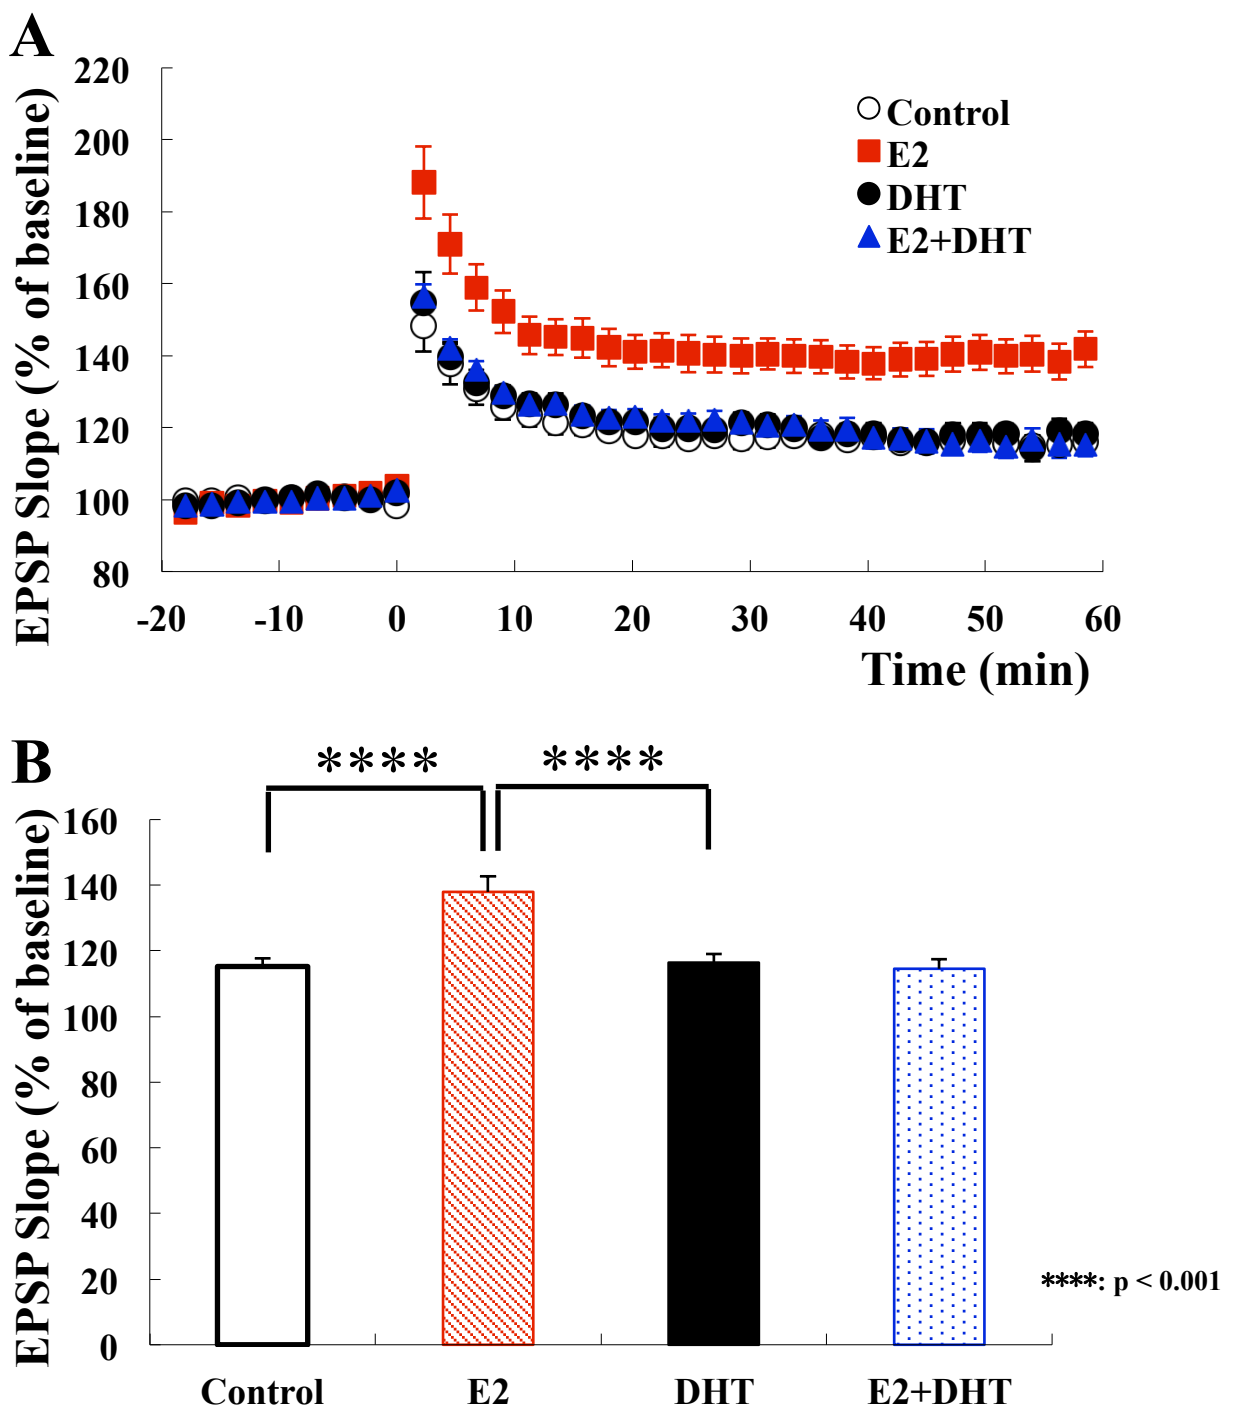 A
EPSP Slope (% of baseline)
220
200
180
160
140
120
100
80
Control
E2
DHT
E2+DHT
-20 -10 0 10 20 30 40 50 60
Time (min)
B
**** ****
EPSP Slope (% of baseline)
160
140
120
100
80
60
40
20
0
****: p < 0.001
Control E2 DHT E2+DHT